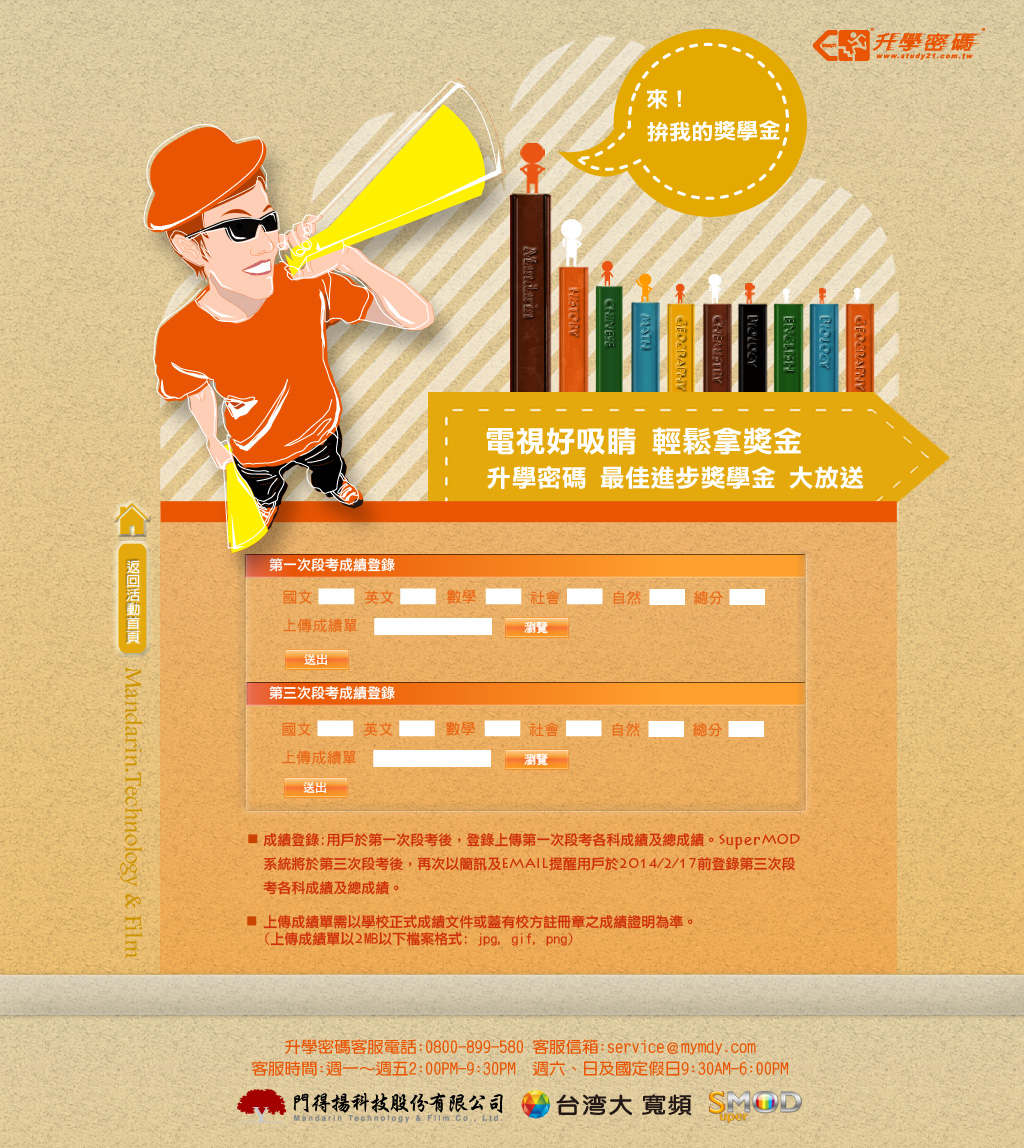 升學密碼
www.study21.com.tw
來！
拚我的獎學金
Mandarin
HISTORY
CHINESE
MATH
GEOGRAPHY
CHEMISTRY
BIOLOGY
ENGLISH
BIOLOGY
GEOGRAPHY
電視好吸睛 輕鬆拿獎金
升學密碼 最佳進步獎學金 大放送
返回活動首頁
Mandarin.Technology & Film
第一次段考成績登錄
國文 英文 數學 社會 自然 總分
上傳成績單 瀏覽
送出
第三次段考成績登錄
國文 英文 數學 社會 自然 總分
上傳成績單 瀏覽
送出
■ 成績登錄:用戶於第一次段考後，登錄上傳第一次段考各科成績及總成績。SuperMOD
系統將於第三次段考後，再次以簡訊及EMAIL提醒用戶於2014/2/17前登錄第三次段
考各科成績及總成績。
■ 上傳成績單需以學校正式成績文件或蓋有校方註冊章之成績證明為準。
(上傳成績單以2MB以下檔案格式: jpg, gif, png)
升學密碼客服電話:0800-899-580 客服信箱:service@mymdy.com
客服時間:週一~週五2:00PM-9:30PM 週六、日及國定假日9:30AM-6:00PM
門得揚科技股份有限公司
Mandarin Technology & Film Co., Ltd.
台湾大 寬頻
SMOD
uper